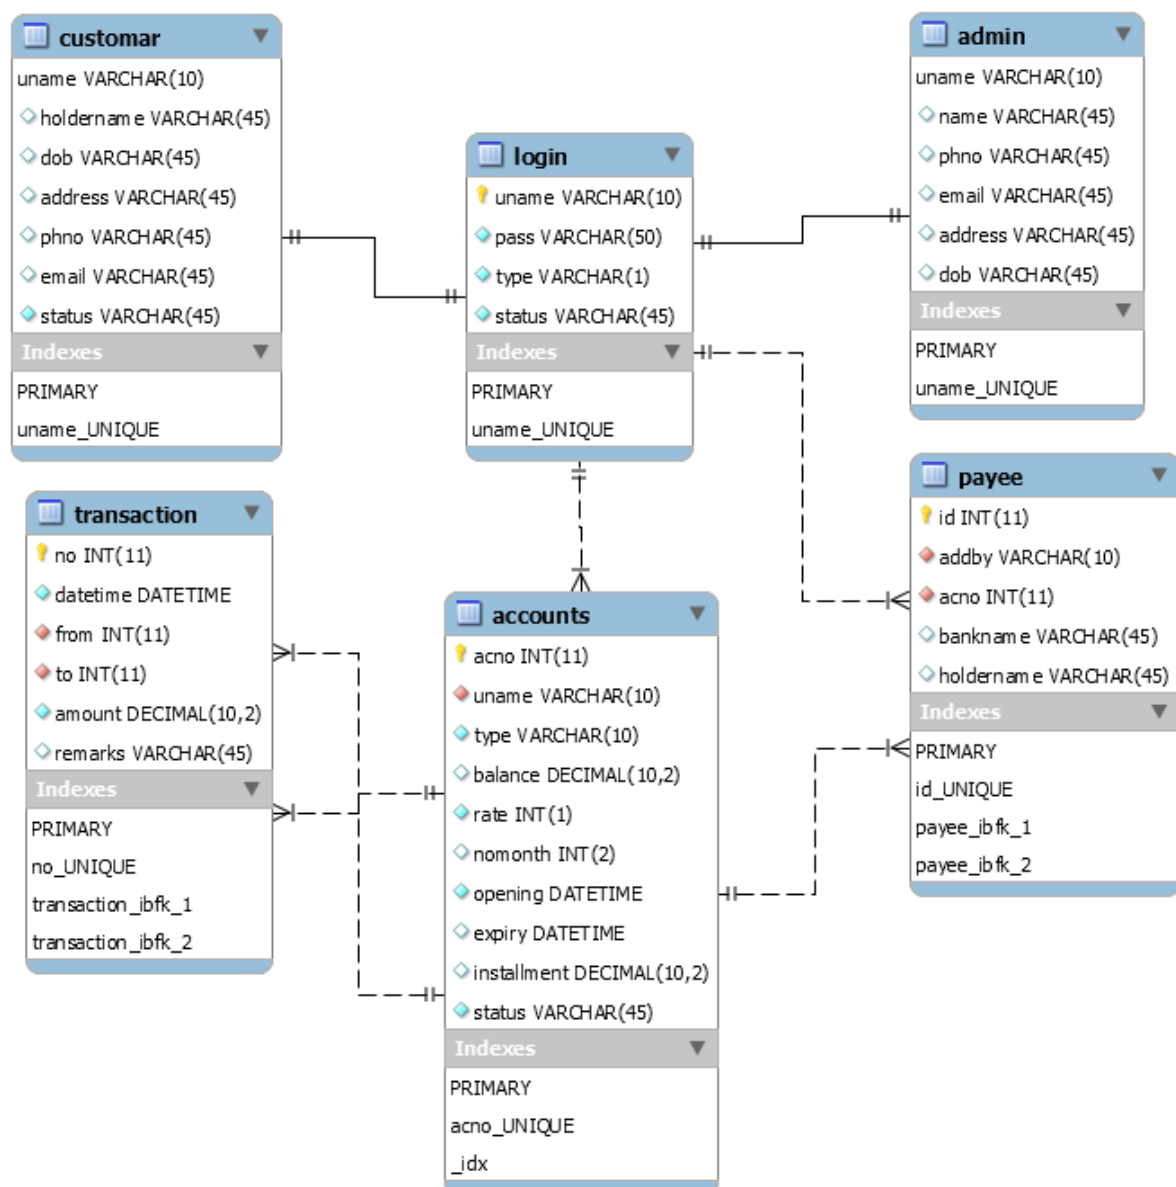 customar
uname VARCHAR(10)
holdername VARCHAR(45)
dob VARCHAR(45)
address VARCHAR(45)
phno VARCHAR(45)
email VARCHAR(45)
status VARCHAR(45)
Indexes
PRIMARY
uname_UNIQUE
login
uname VARCHAR(10)
pass VARCHAR(50)
type VARCHAR(1)
status VARCHAR(45)
Indexes
PRIMARY
uname_UNIQUE
admin
uname VARCHAR(10)
name VARCHAR(45)
phno VARCHAR(45)
email VARCHAR(45)
address VARCHAR(45)
dob VARCHAR(45)
Indexes
PRIMARY
uname_UNIQUE
transaction
no INT(11)
datetime DATETIME
from INT(11)
to INT(11)
amount DECIMAL(10,2)
remarks VARCHAR(45)
Indexes
PRIMARY
no_UNIQUE
transaction_ibfk_1
transaction_ibfk_2
accounts
acno INT(11)
uname VARCHAR(10)
type VARCHAR(10)
balance DECIMAL(10,2)
rate INT(1)
nomonth INT(2)
opening DATETIME
expiry DATETIME
installment DECIMAL(10,2)
status VARCHAR(45)
Indexes
PRIMARY
acno_UNIQUE
_idx
payee
id INT(11)
addby VARCHAR(10)
acno INT(11)
bankname VARCHAR(45)
holdername VARCHAR(45)
Indexes
PRIMARY
id_UNIQUE
payee_ibfk_1
payee_ibfk_2